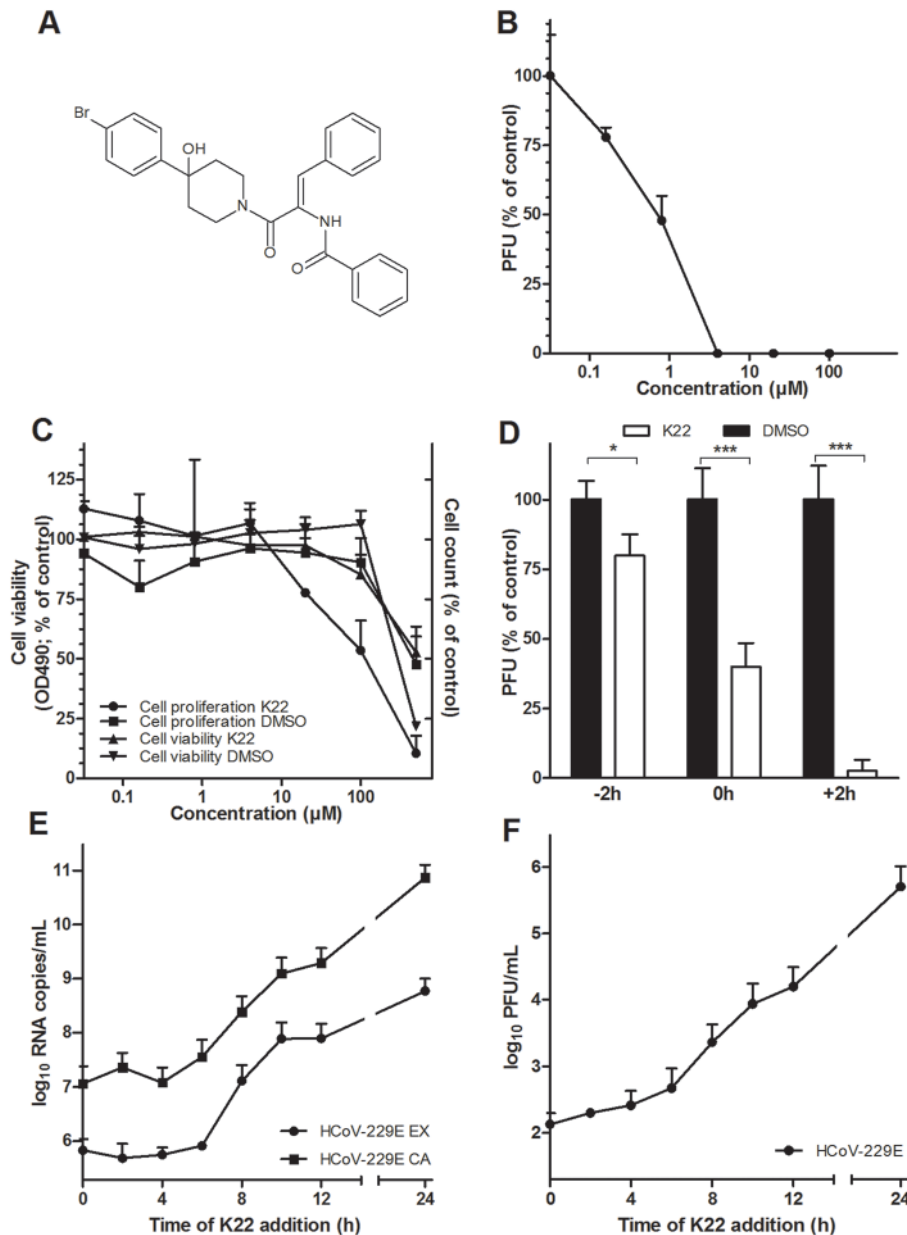 A
Br
OH
N
O
NH
O
B
PFU (% of control)
100
75
50
25
0
0.1
1
10
100
Concentration (µM)
C
Cell viability
(OD490; % of control)
125
100
75
50
25
0
Cell count (% of control)
Cell proliferation K22
Cell proliferation DMSO
Cell viability K22
Cell viability DMSO
0.1
1
10
100
Concentration (µM)
D
K22
DMSO
*
***
***
PFU (% of control)
100
75
50
25
0
-2h
0h
+2h
E
log10 RNA copies/mL
11
10
9
8
7
6
HCoV-229E EX
HCoV-229E CA
0
4
8
12
24
Time of K22 addition (h)
F
log10 PFU/mL
6
5
4
3
2
HCoV-229E
0
4
8
12
24
Time of K22 addition (h)